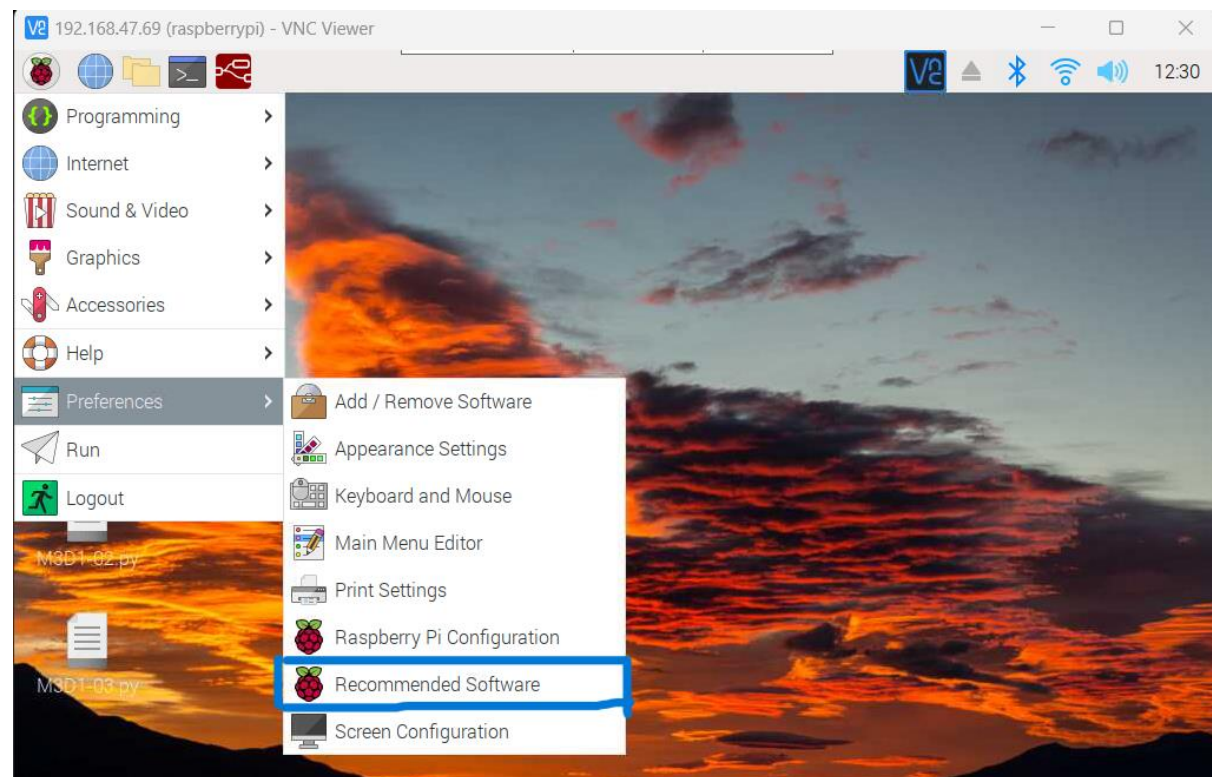 192.168.47.69 (raspberrypi) - VNC Viewer
12:30
Programming
Internet
Sound & Video
Graphics
Accessories
Help
Preferences
Run
Logout
Add / Remove Software
Appearance Settings
Keyboard and Mouse
Main Menu Editor
Print Settings
Raspberry Pi Configuration
Recommended Software
Screen Configuration
M3D1-02.py
M3D1-03.py